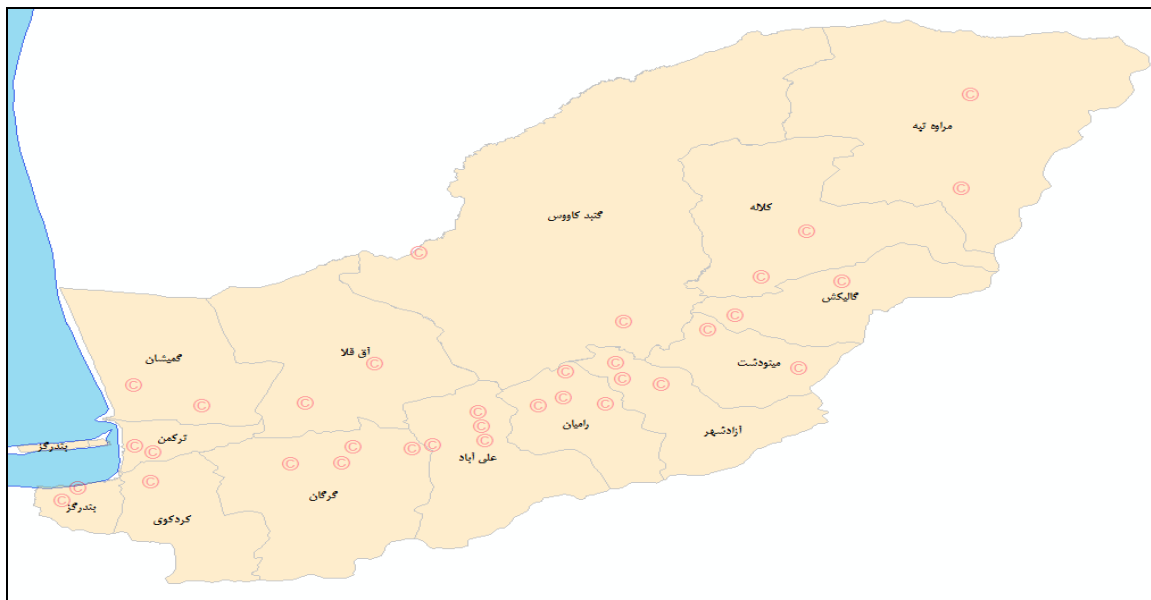 مراوه تپه
کلاله
گنبد کاووس
گالیکش
آق قلا
گمیشان
مینودشت
آزادشهر
رامیان
ترکمن
بندرگز
علی آباد
گرگان
بندرگز
کردکوی